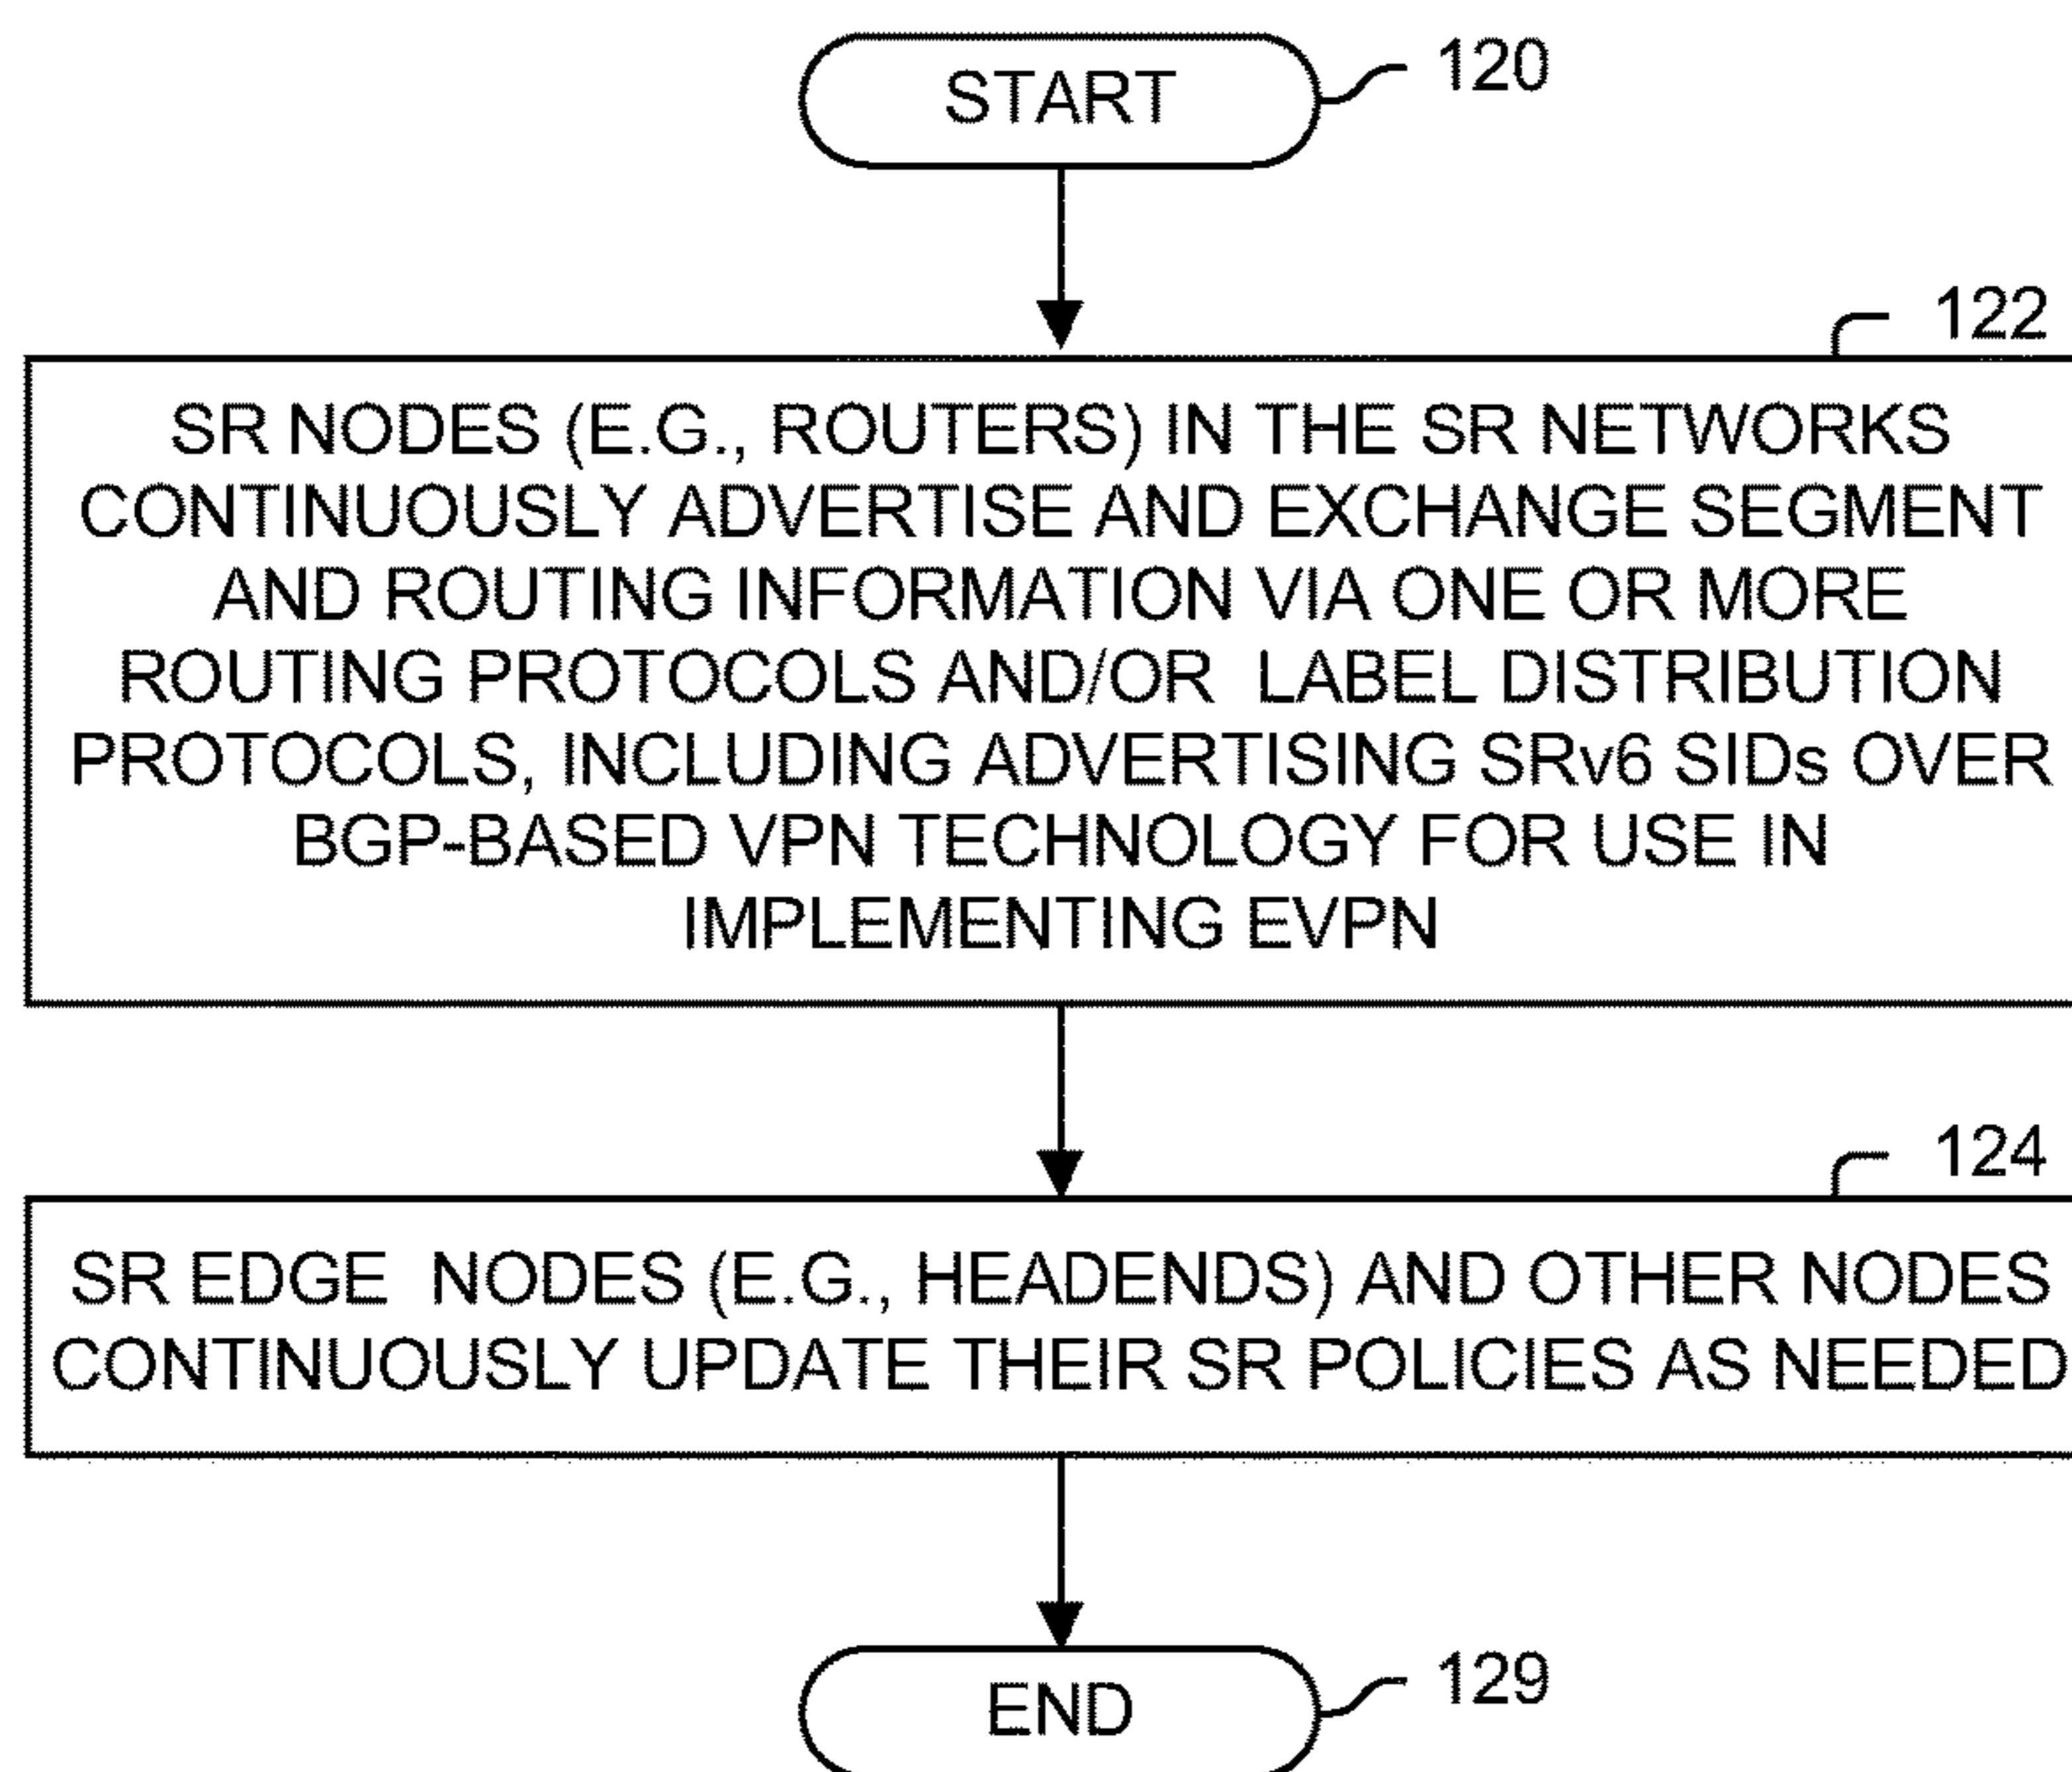 START
120
122
SR NODES (E.G., ROUTERS) IN THE SR NETWORKS
CONTINUOUSLY ADVERTISE AND EXCHANGE SEGMENT
AND ROUTING INFORMATION VIA ONE OR MORE
ROUTING PROTOCOLS AND/OR LABEL DISTRIBUTION
PROTOCOLS, INCLUDING ADVERTISING SRv6 SIDs OVER
BGP-BASED VPN TECHNOLOGY FOR USE IN
IMPLEMENTING EVPN
124
SR EDGE NODES (E.G., HEADENDS) AND OTHER NODES
CONTINUOUSLY UPDATE THEIR SR POLICIES AS NEEDED
END
129